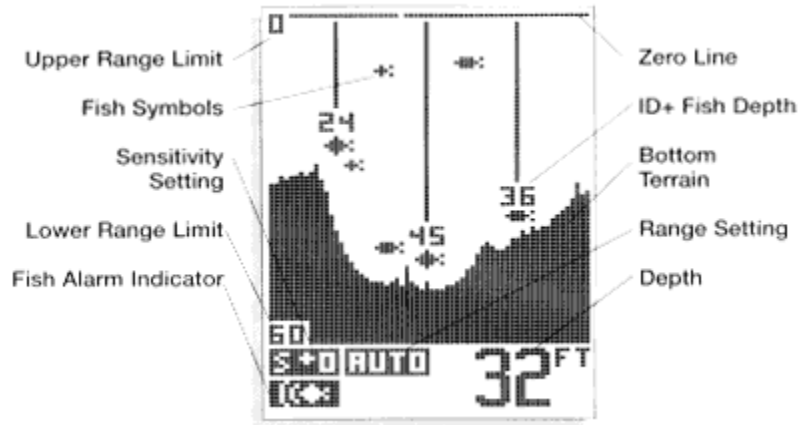 0
Upper Range Limit
Zero Line
Fish Symbols
ID+ Fish Depth
24
Sensitivity
Setting
Bottom
Terrain
36
Lower Range Limit
45
Range Setting
Fish Alarm Indicator
Depth
60
S+0 AUTO
32 FT